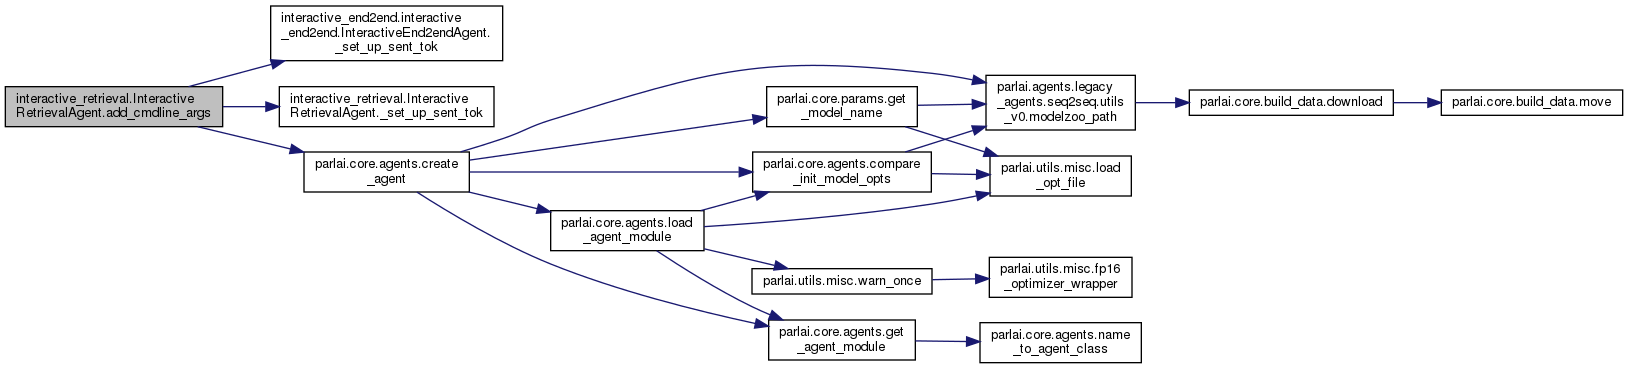 interactive_end2end.interactive
_end2end.InteractiveEnd2endAgent.
_set_up_sent_tok
interactive_retrieval.Interactive
RetrievalAgent.add_cmdline_args
interactive_retrieval.Interactive
RetrievalAgent._set_up_sent_tok
parlai.core.agents.create
_agent
parlai.core.params.get
_model_name
parlai.core.agents.compare
_init_model_opts
parlai.core.agents.load
_agent_module
parlai.utils.misc.warn_once
parlai.core.agents.get
_agent_module
parlai.agents.legacy
_agents.seq2seq.utils
_v0.modelzoo_path
parlai.utils.misc.load
_opt_file
parlai.utils.misc.fp16
_optimizer_wrapper
parlai.core.agents.name
_to_agent_class
parlai.core.build_data.download
parlai.core.build_data.move